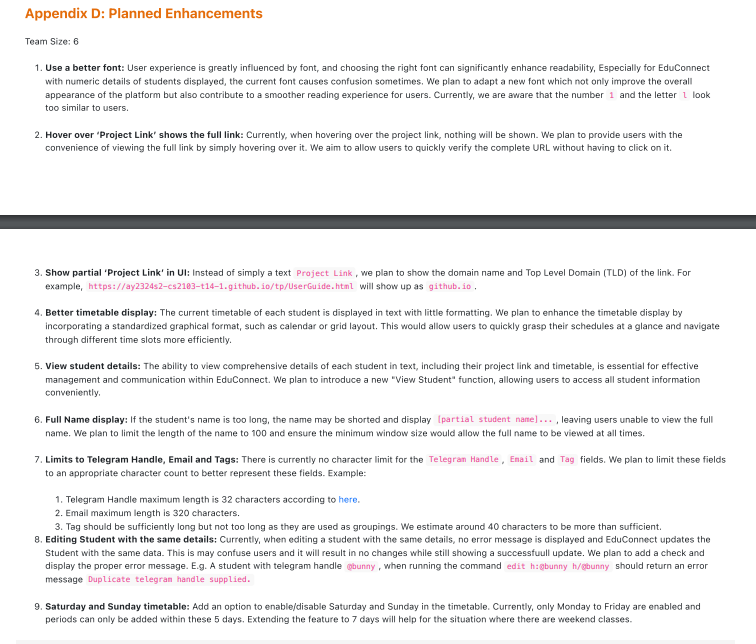 Appendix D: Planned Enhancements
Team Size: 6
1. Use a better font: User experience is greatly influenced by font, and choosing the right font can significantly enhance readability, Especially for EduConnect
with numeric details of students displayed, the current font causes confusion sometimes. We plan to adapt a new font which not only improve the overall
appearance of the platform but also contribute to a smoother reading experience for users. Currently, we are aware that the number 1 and the letter l look
too similar to users.
2. Hover over ‘Project Link’ shows the full link: Currently, when hovering over the project link, nothing will be shown. We plan to provide users with the
convenience of viewing the full link by simply hovering over it. We aim to allow users to quickly verify the complete URL without having to click on it.
3. Show partial ‘Project Link’ in UI: Instead of simply a text Project Link , we plan to show the domain name and Top Level Domain (TLD) of the link. For
example, https://ay2324s2-cs2103-t14-1.github.io/tp/UserGuide.html will show up as github.io .
4. Better timetable display: The current timetable of each student is displayed in text with little formatting. We plan to enhance the timetable display by
incorporating a standardized graphical format, such as calendar or grid layout. This would allow users to quickly grasp their schedules at a glance and navigate
through different time slots more efficiently.
5. View student details: The ability to view comprehensive details of each student in text, including their project link and timetable, is essential for effective
management and communication within EduConnect. We plan to introduce a new "View Student" function, allowing users to access all student information
conveniently.
6. Full Name display: If the student's name is too long, the name may be shorted and display [partial student name]... , leaving users unable to view the full
name. We plan to limit the length of the name to 100 and ensure the minimum window size would allow the full name to be viewed at all times.
7. Limits to Telegram Handle, Email and Tags: There is currently no character limit for the Telegram Handle , Email and Tag fields. We plan to limit these fields
to an appropriate character count to better represent these fields. Example:
1. Telegram Handle maximum length is 32 characters according to here.
2. Email maximum length is 320 characters.
3. Tag should be sufficiently long but not too long as they are used as groupings. We estimate around 40 characters to be more than sufficient.
8. Editing Student with the same details: Currently, when editing a student with the same details, no error message is displayed and EduConnect updates the
Student with the same data. This is may confuse users and it will result in no changes while still showing a successfuull update. We plan to add a check and
display the proper error message. E.g. A student with telegram handle @bunny , when running the command edit h:@bunny h/@bunny should return an error
message Duplicate telegram handle supplied.
9. Saturday and Sunday timetable: Add an option to enable/disable Saturday and Sunday in the timetable. Currently, only Monday to Friday are enabled and
periods can only be added within these 5 days. Extending the feature to 7 days will help for the situation where there are weekend classes.